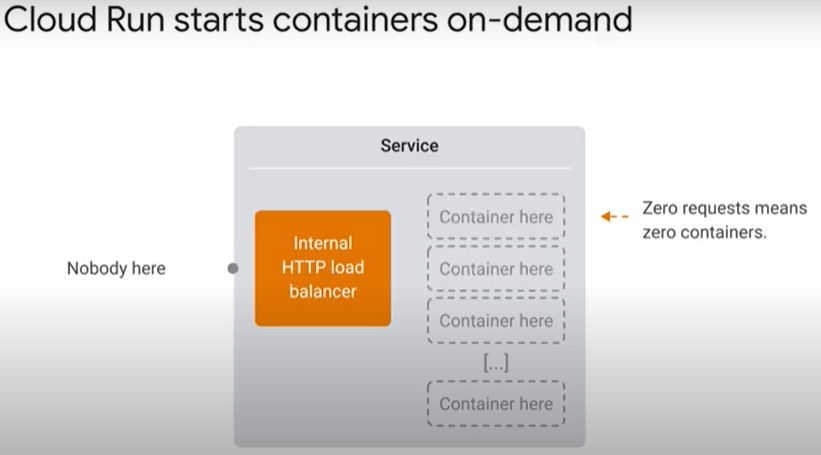 Cloud Run starts containers on-demand
Service
Nobody here
Internal
HTTP load
balancer
Container here
Container here
Container here
[...]
Container here
Zero requests means
zero containers.